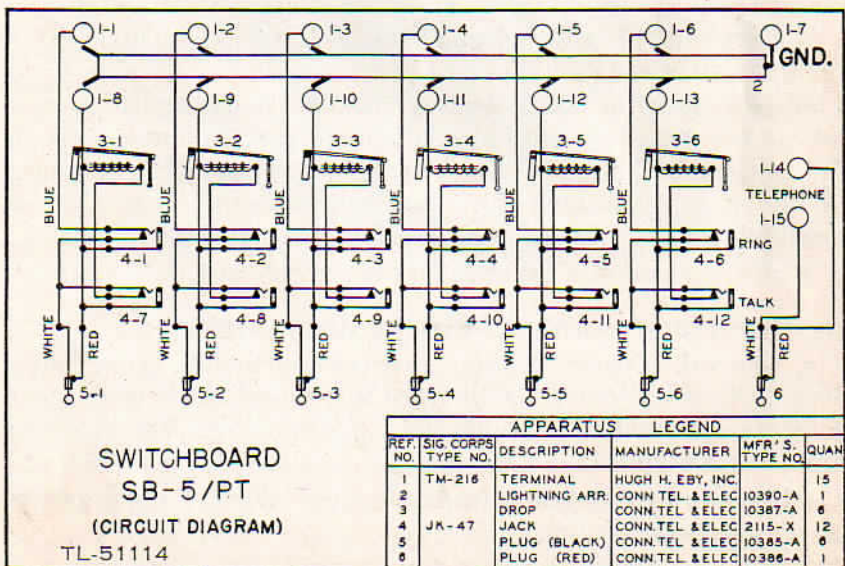 1-1 1-2 1-3 1-4 1-5 1-6 1-7
GND.
2
1-8 1-9 1-10 1-11 1-12 1-13
3-1 3-2 3-3 3-4 3-5 3-6
1-14
TELEPHONE
1-15
BLUE BLUE BLUE BLUE BLUE BLUE
RING
4-1 4-2 4-3 4-4 4-5 4-6
TALK
4-7 4-8 4-9 4-10 4-11 4-12
WHITE RED WHITE RED WHITE RED WHITE RED WHITE RED WHITE RED WHITE RED
5-1 5-2 5-3 5-4 5-5 5-6 6
SWITCHBOARD
SB-5/PT
(CIRCUIT DIAGRAM)
TL-51114
APPARATUS LEGEND
REF. NO. SIG. CORPS TYPE NO. DESCRIPTION MANUFACTURER MFR'S. TYPE NO. QUAN
1 TM-216 TERMINAL HUGH H. EBY, INC. 15
2 LIGHTNING ARR. CONN TEL. & ELEC 10390-A 1
3 DROP CONN. TEL & ELEC 10387-A 6
4 JK-47 JACK CONN. TEL & ELEC 2115-X 12
5 PLUG (BLACK) CONN. TEL & ELEC 10385-A 6
6 PLUG (RED) CONN. TEL & ELEC 10386-A 1